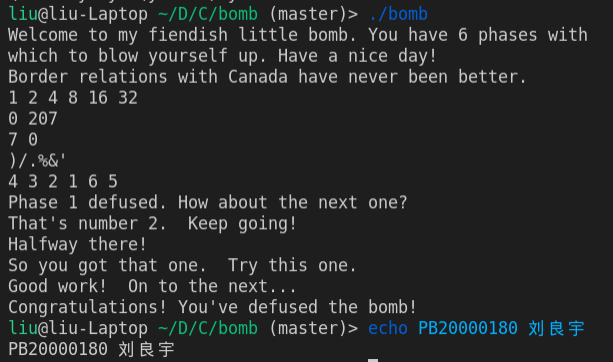 liu@liu-Laptop ~/D/C/bomb (master)> ./bomb
Welcome to my fiendish little bomb. You have 6 phases with
which to blow yourself up. Have a nice day!
Border relations with Canada have never been better.
1 2 4 8 16 32
0 207
7 0
)/.%&'
4 3 2 1 6 5
Phase 1 defused. How about the next one?
That's number 2.  Keep going!
Halfway there!
So you got that one.  Try this one.
Good work!  On to the next...
Congratulations! You've defused the bomb!
liu@liu-Laptop ~/D/C/bomb (master)> echo PB20000180 刘良宇
PB20000180 刘良宇